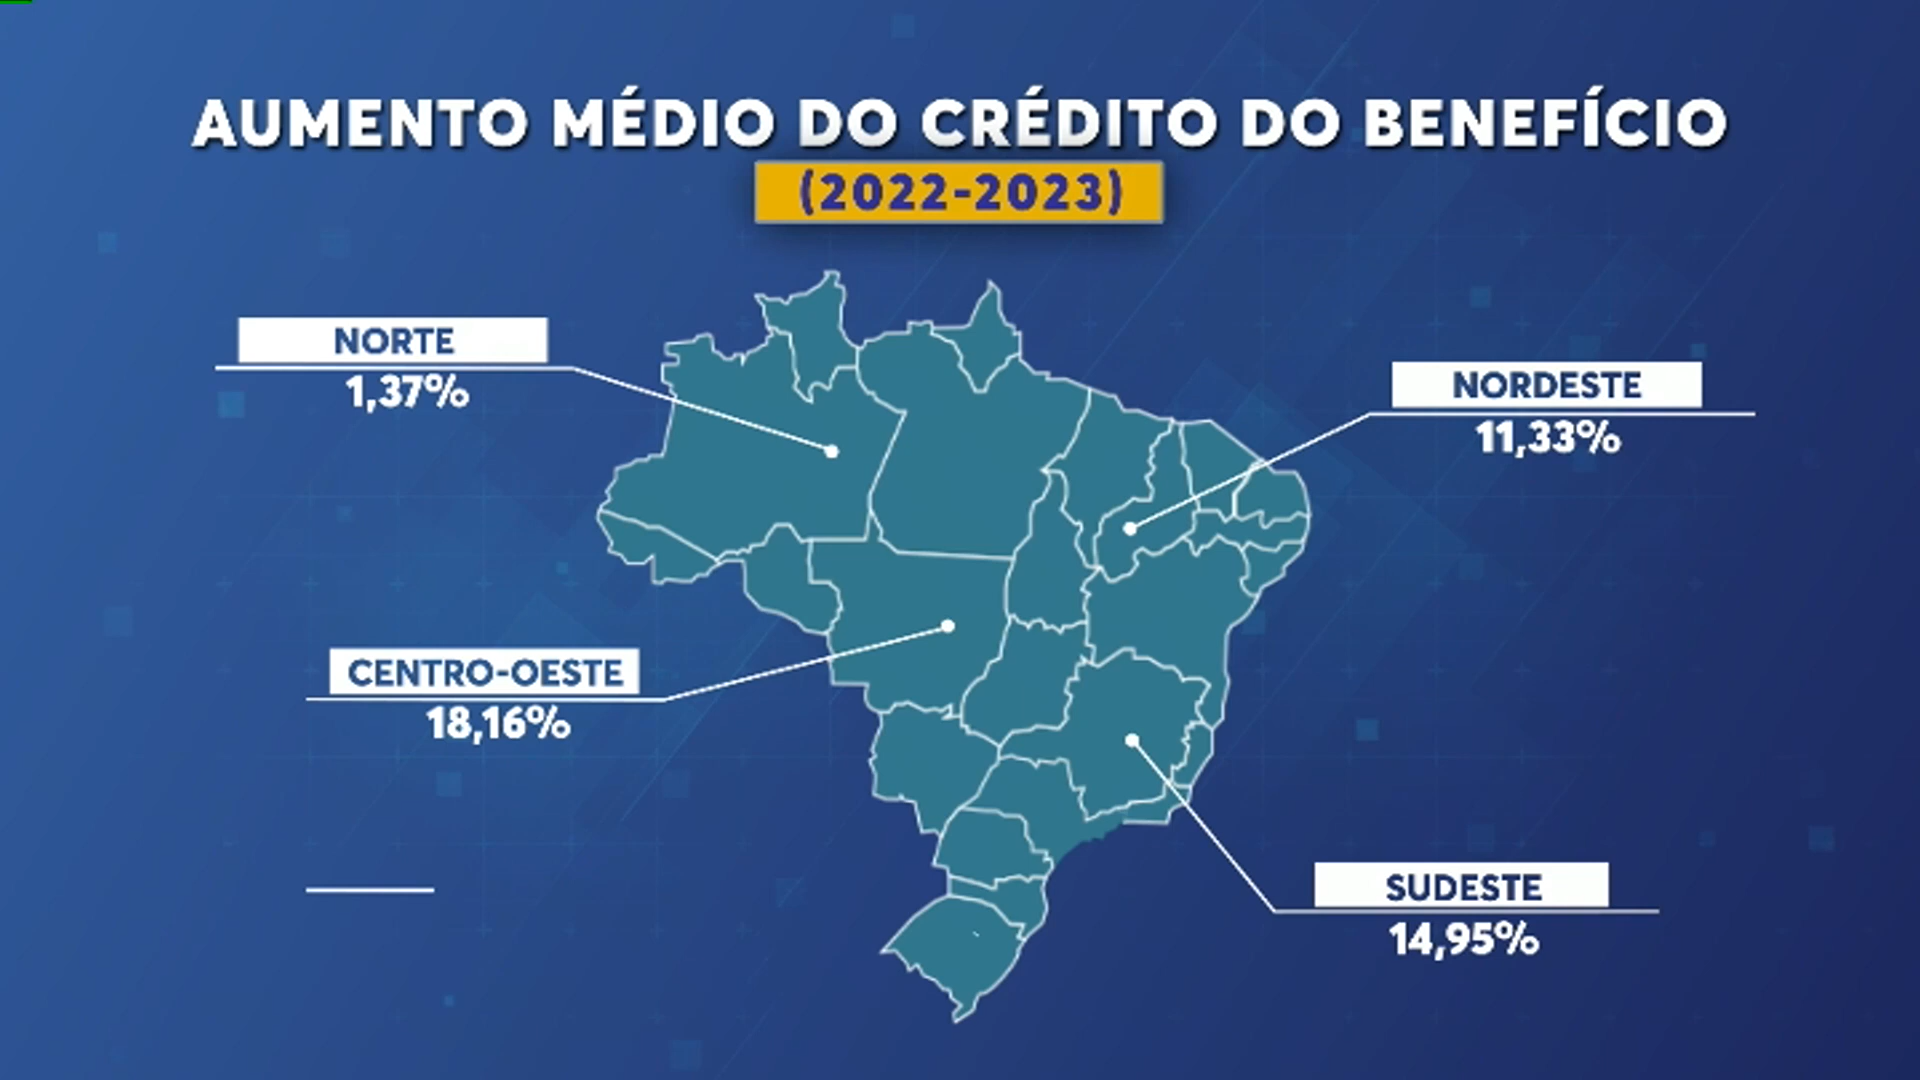 AUMENTO MÉDIO DO CRÉDITO DO BENEFÍCIO
(2022-2023)
NORTE
1,37%
NORDESTE
11,33%
CENTRO-OESTE
18,16%
SUDESTE
14,95%